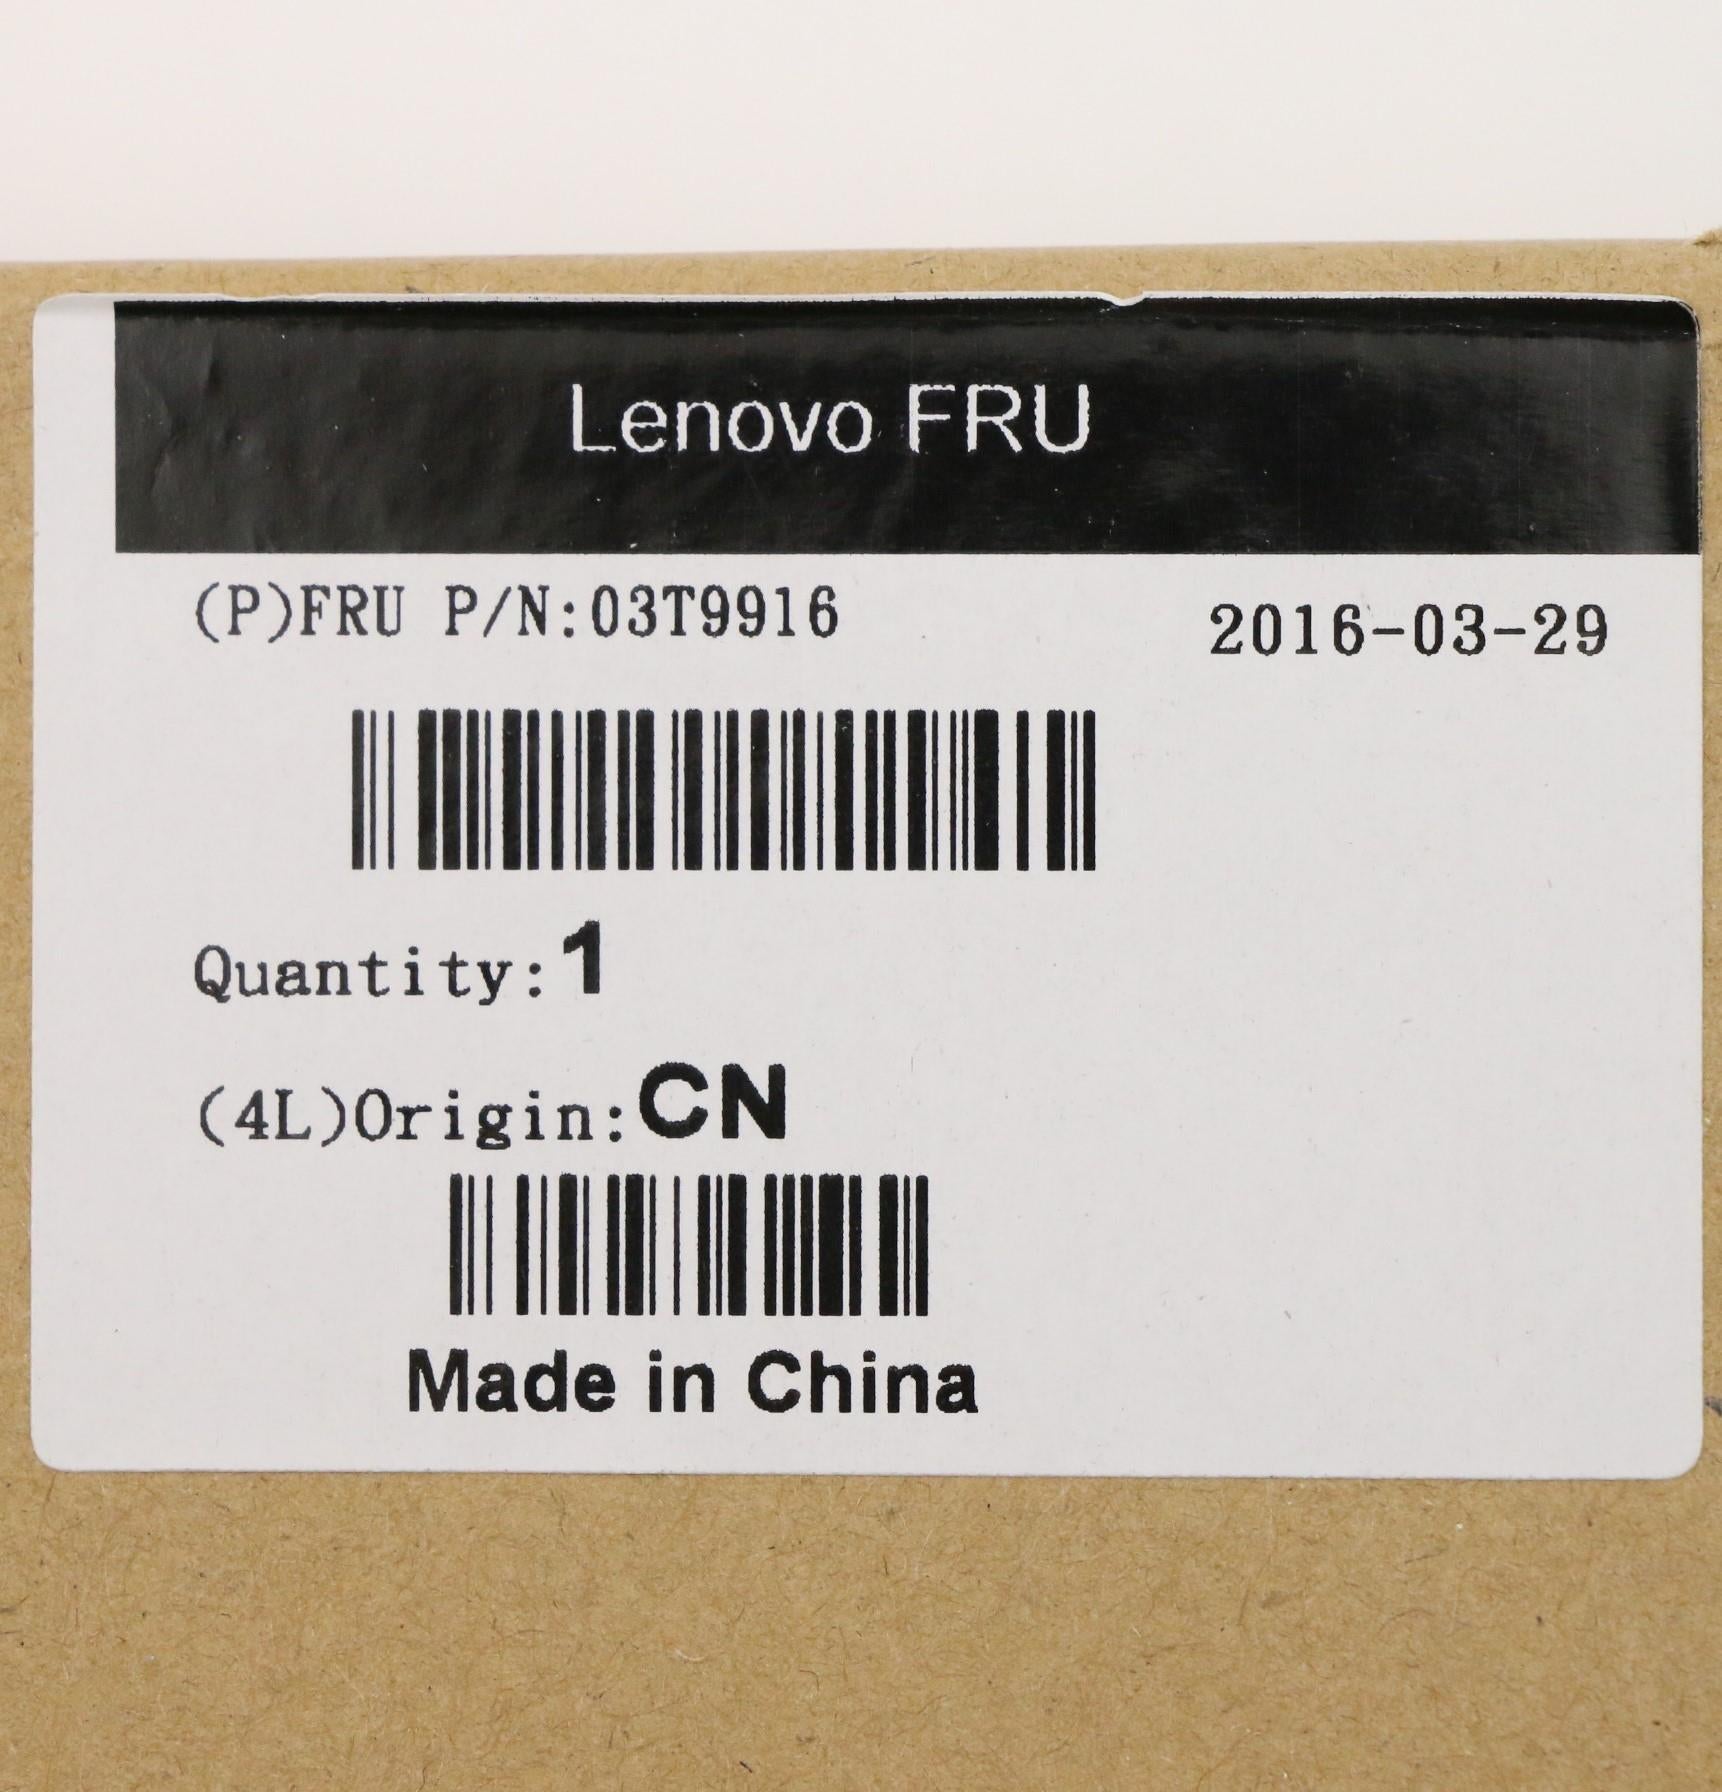 Lenovo FRU
(P)FRU P/N:03T9916
2016-03-29
Quantity:1
(4L)Origin:CN
Made in China